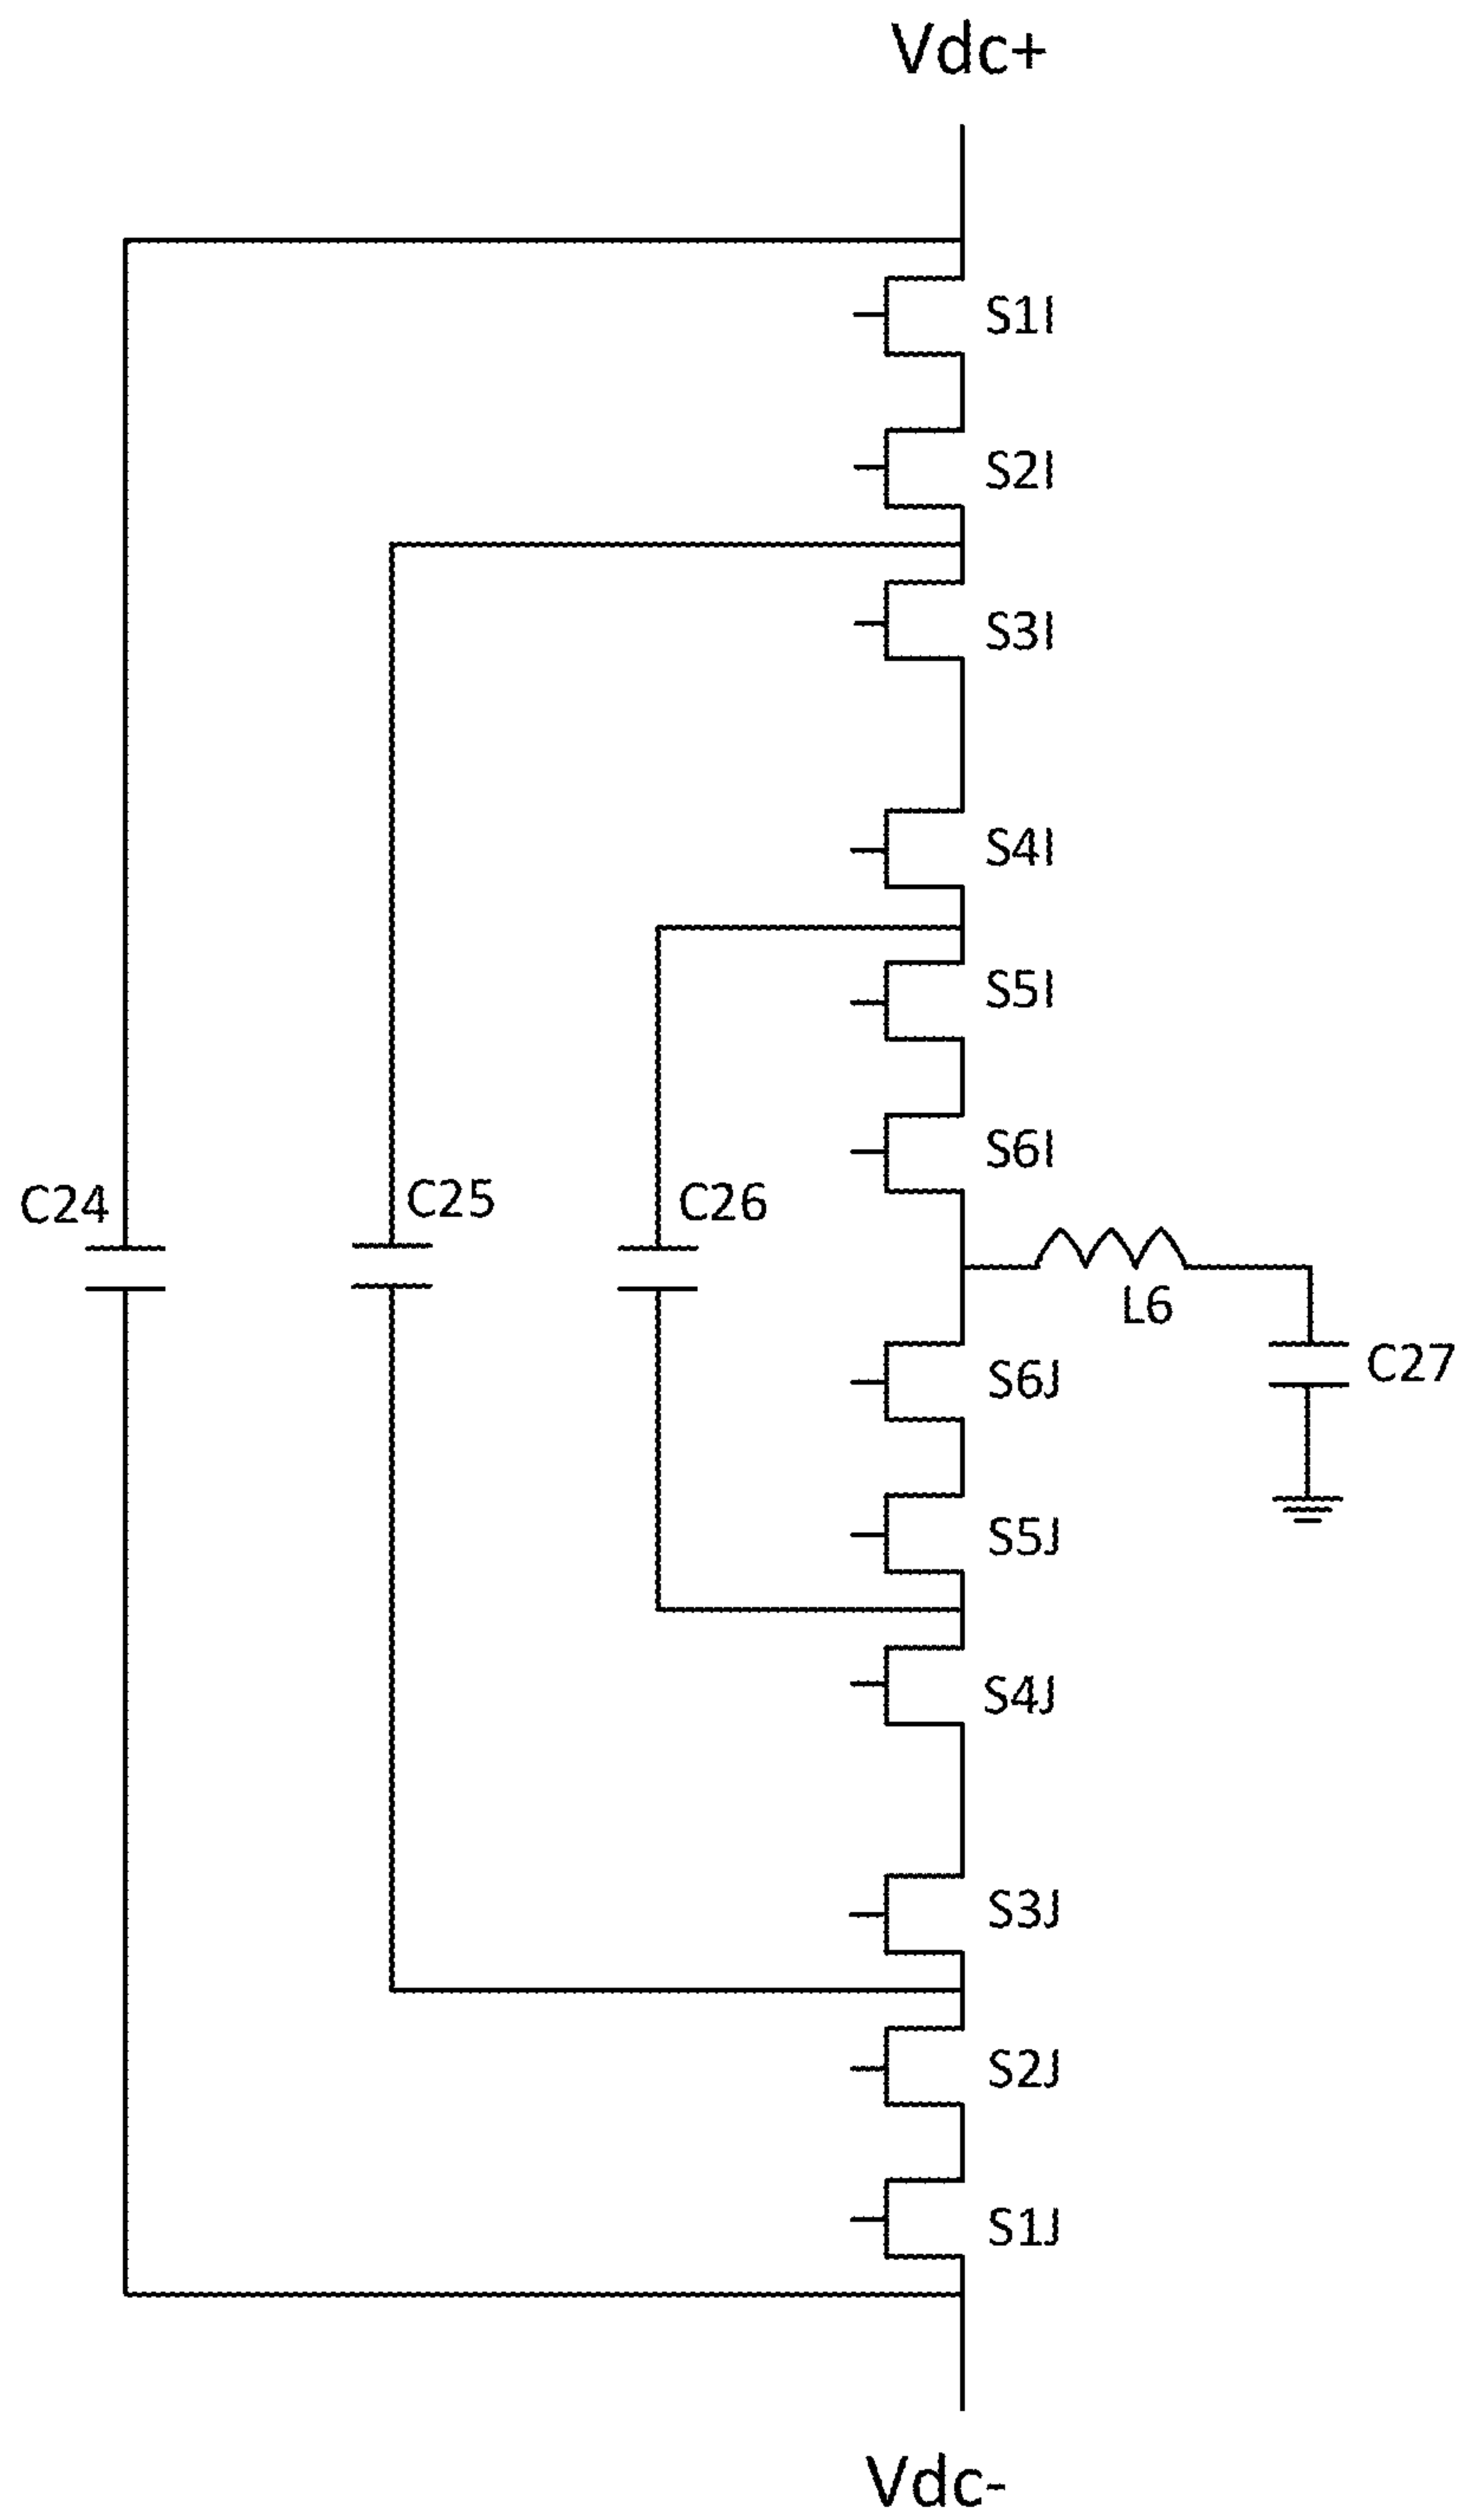 Vdc+
S1I
S2I
S3I
S4I
S5I
S6I
C24
C25
C26
L6
C27
S6J
S5J
S4J
S3J
S2J
S1J
Vdc-